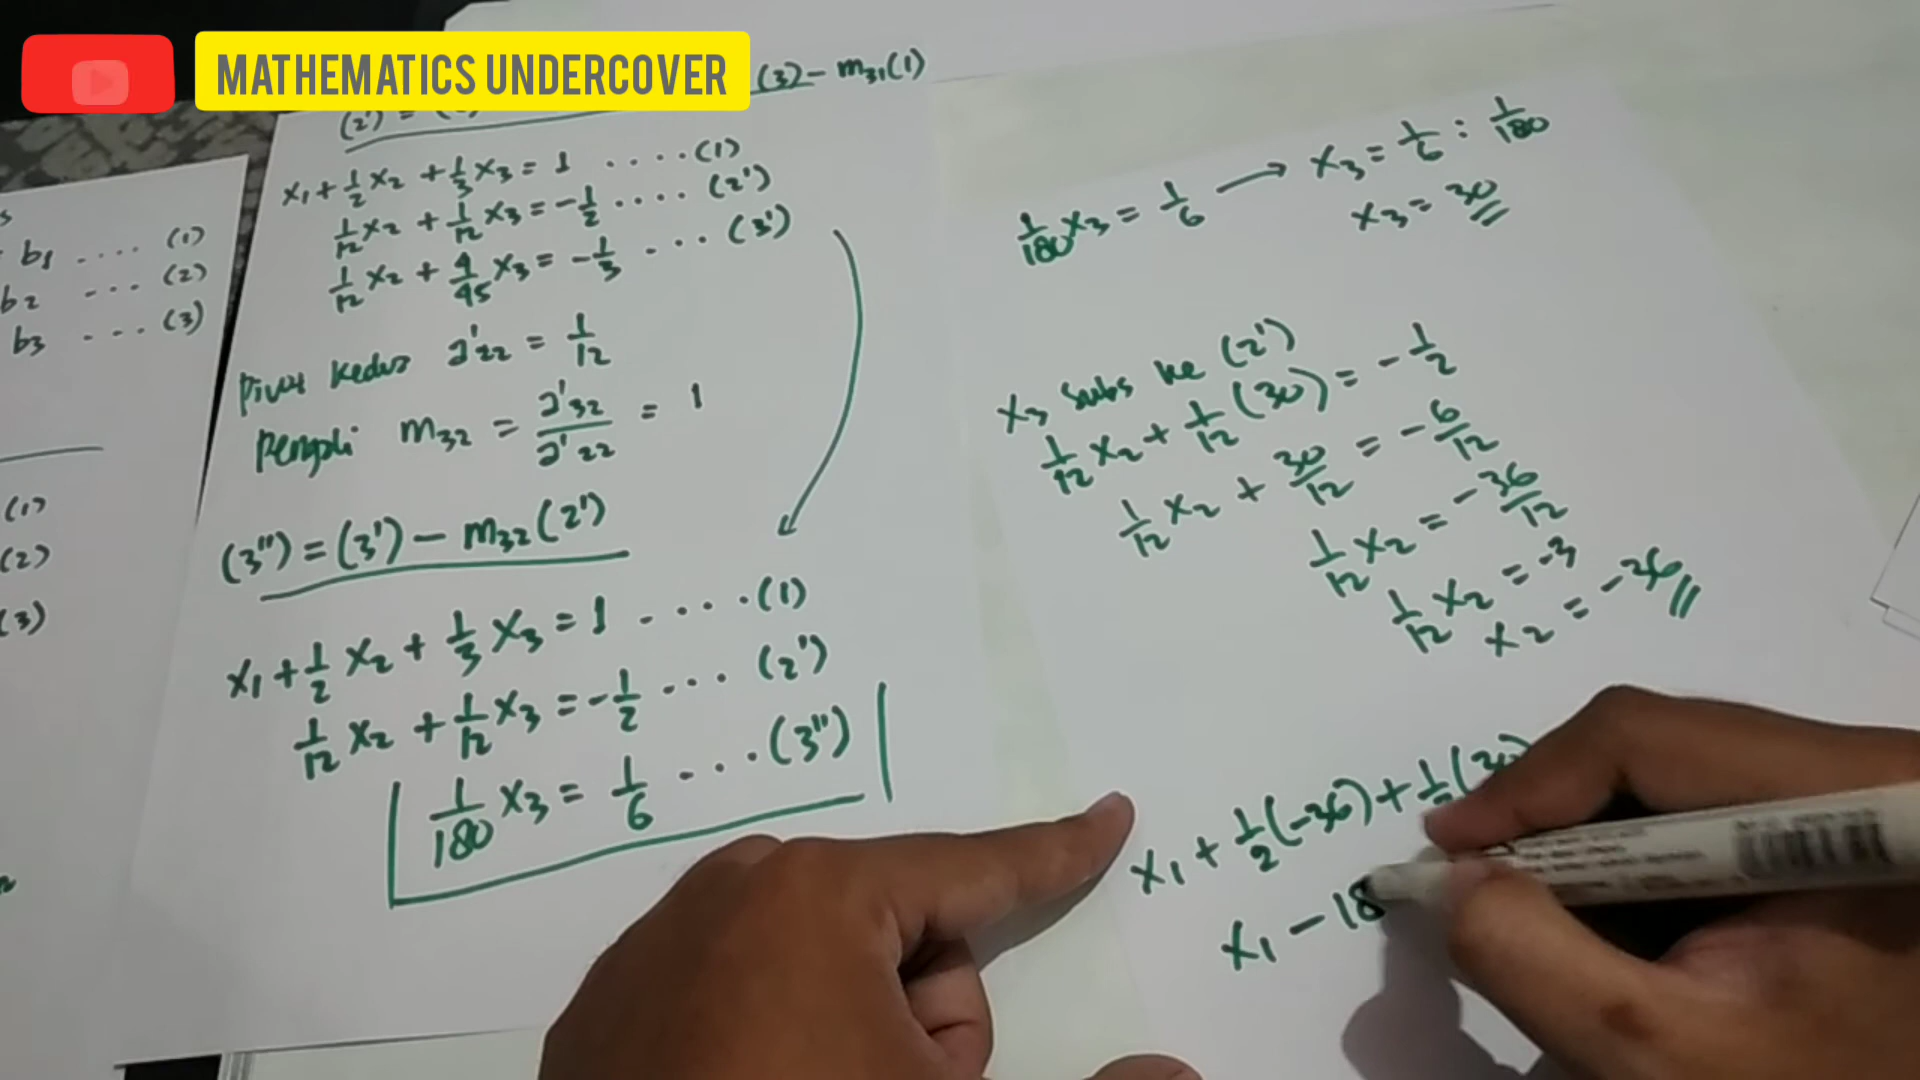 MATHEMATICS UNDERCOVER
(3) - m₃₁(1)
(2') =
x₁ + 1/2 x₂ + 1/3 x₃ = 1 ....(1)
1/12 x₂ + 1/12 x₃ = -1/2 ....(2')
1/12 x₂ + 4/45 x₃ = -1/3 ...(3')
Pivot kedua a'₂₂ = 1/12
Pengali m₃₂ = a'₃₂/a'₂₂ = 1
(3'') = (3') - m₃₂(2')
x₁ + 1/2 x₂ + 1/3 x₃ = 1 ....(1)
1/12 x₂ + 1/12 x₃ = -1/2 ...(2')
1/180 x₃ = 1/6 ...(3'')
b₁ ....(1)
b₂ ...(2)
b₃ ...(3)
(1)
(2)
(3)
1/180 x₃ = 1/6 → x₃ = 1/6 : 1/180
x₃ = 30
x₃ subs ke (2')
1/12 x₂ + 1/12 (30) = -1/2
1/12 x₂ + 30/12 = -6/12
1/12 x₂ = -36/12
1/12 x₂ = -3
x₂ = -36
x₁ + 1/2(-36) + 1/3(30)
x₁ - 18